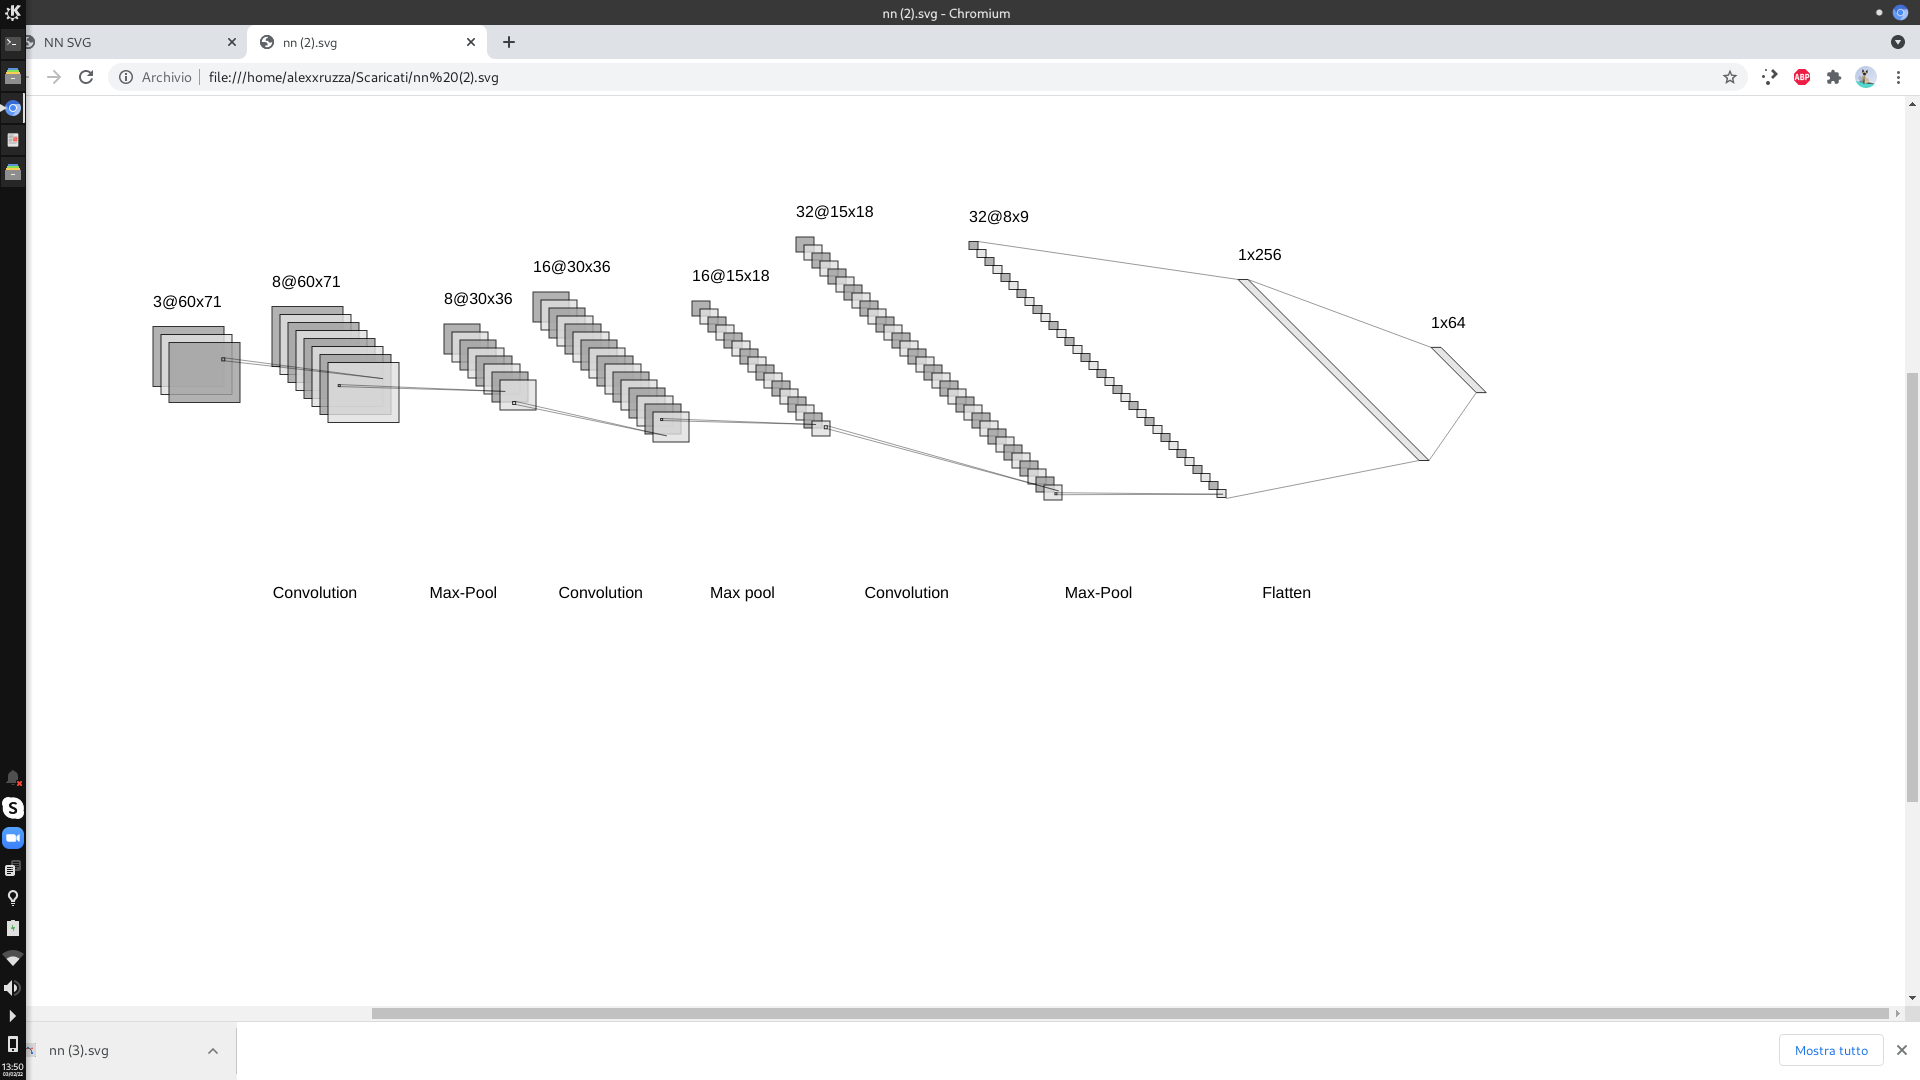 nn (2).svg - Chromium
NN SVG
nn (2).svg
Archivio
file:///home/alexxruzza/Scaricati/nn%20(2).svg
ABP
32@15x18
32@8x9
1x256
16@30x36
16@15x18
8@60x71
8@30x36
3@60x71
1x64
Convolution
Max-Pool
Convolution
Max pool
Convolution
Max-Pool
Flatten
nn (3).svg
Mostra tutto
13:50